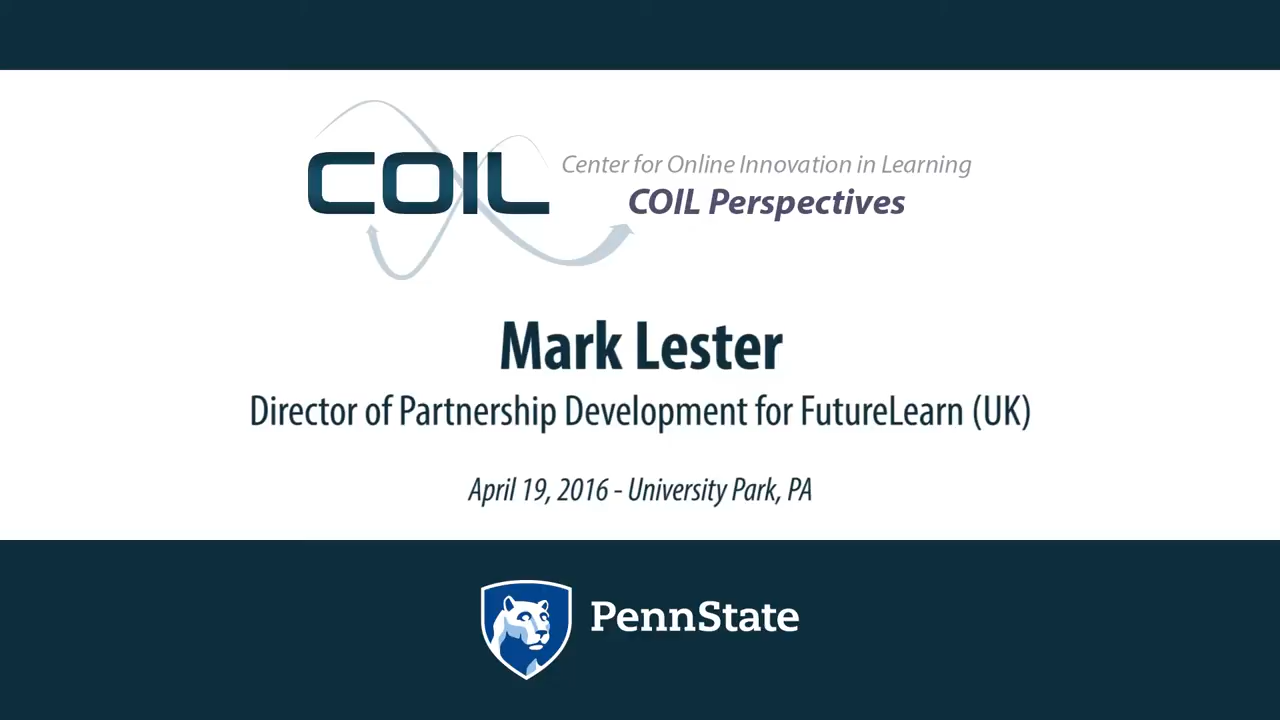 COIL
Center for Online Innovation in Learning
COIL Perspectives
Mark Lester
Director of Partnership Development for FutureLearn (UK)
April 19, 2016 - University Park, PA
PennState